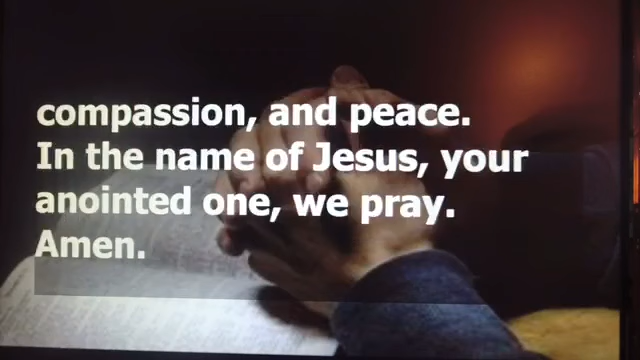 compassion, and peace.
In the name of Jesus, your
anointed one, we pray.
Amen.